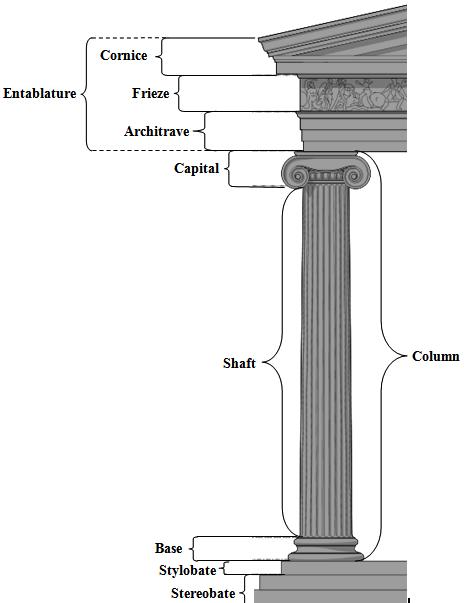 Cornice
Entablature
Frieze
Architrave
Capital
Shaft
Column
Base
Stylobate
Stereobate